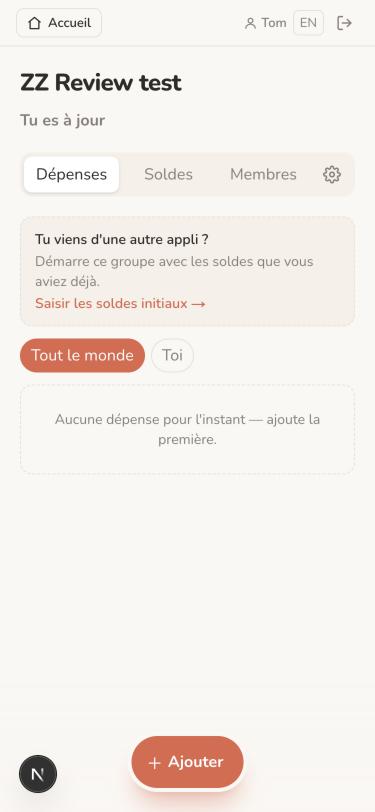 Accueil
Tom
EN
ZZ Review test
Tu es à jour
Dépenses
Soldes
Membres
Tu viens d'une autre appli ?
Démarre ce groupe avec les soldes que vous
aviez déjà.
Saisir les soldes initiaux →
Tout le monde
Toi
Aucune dépense pour l'instant — ajoute la
première.
N
+ Ajouter